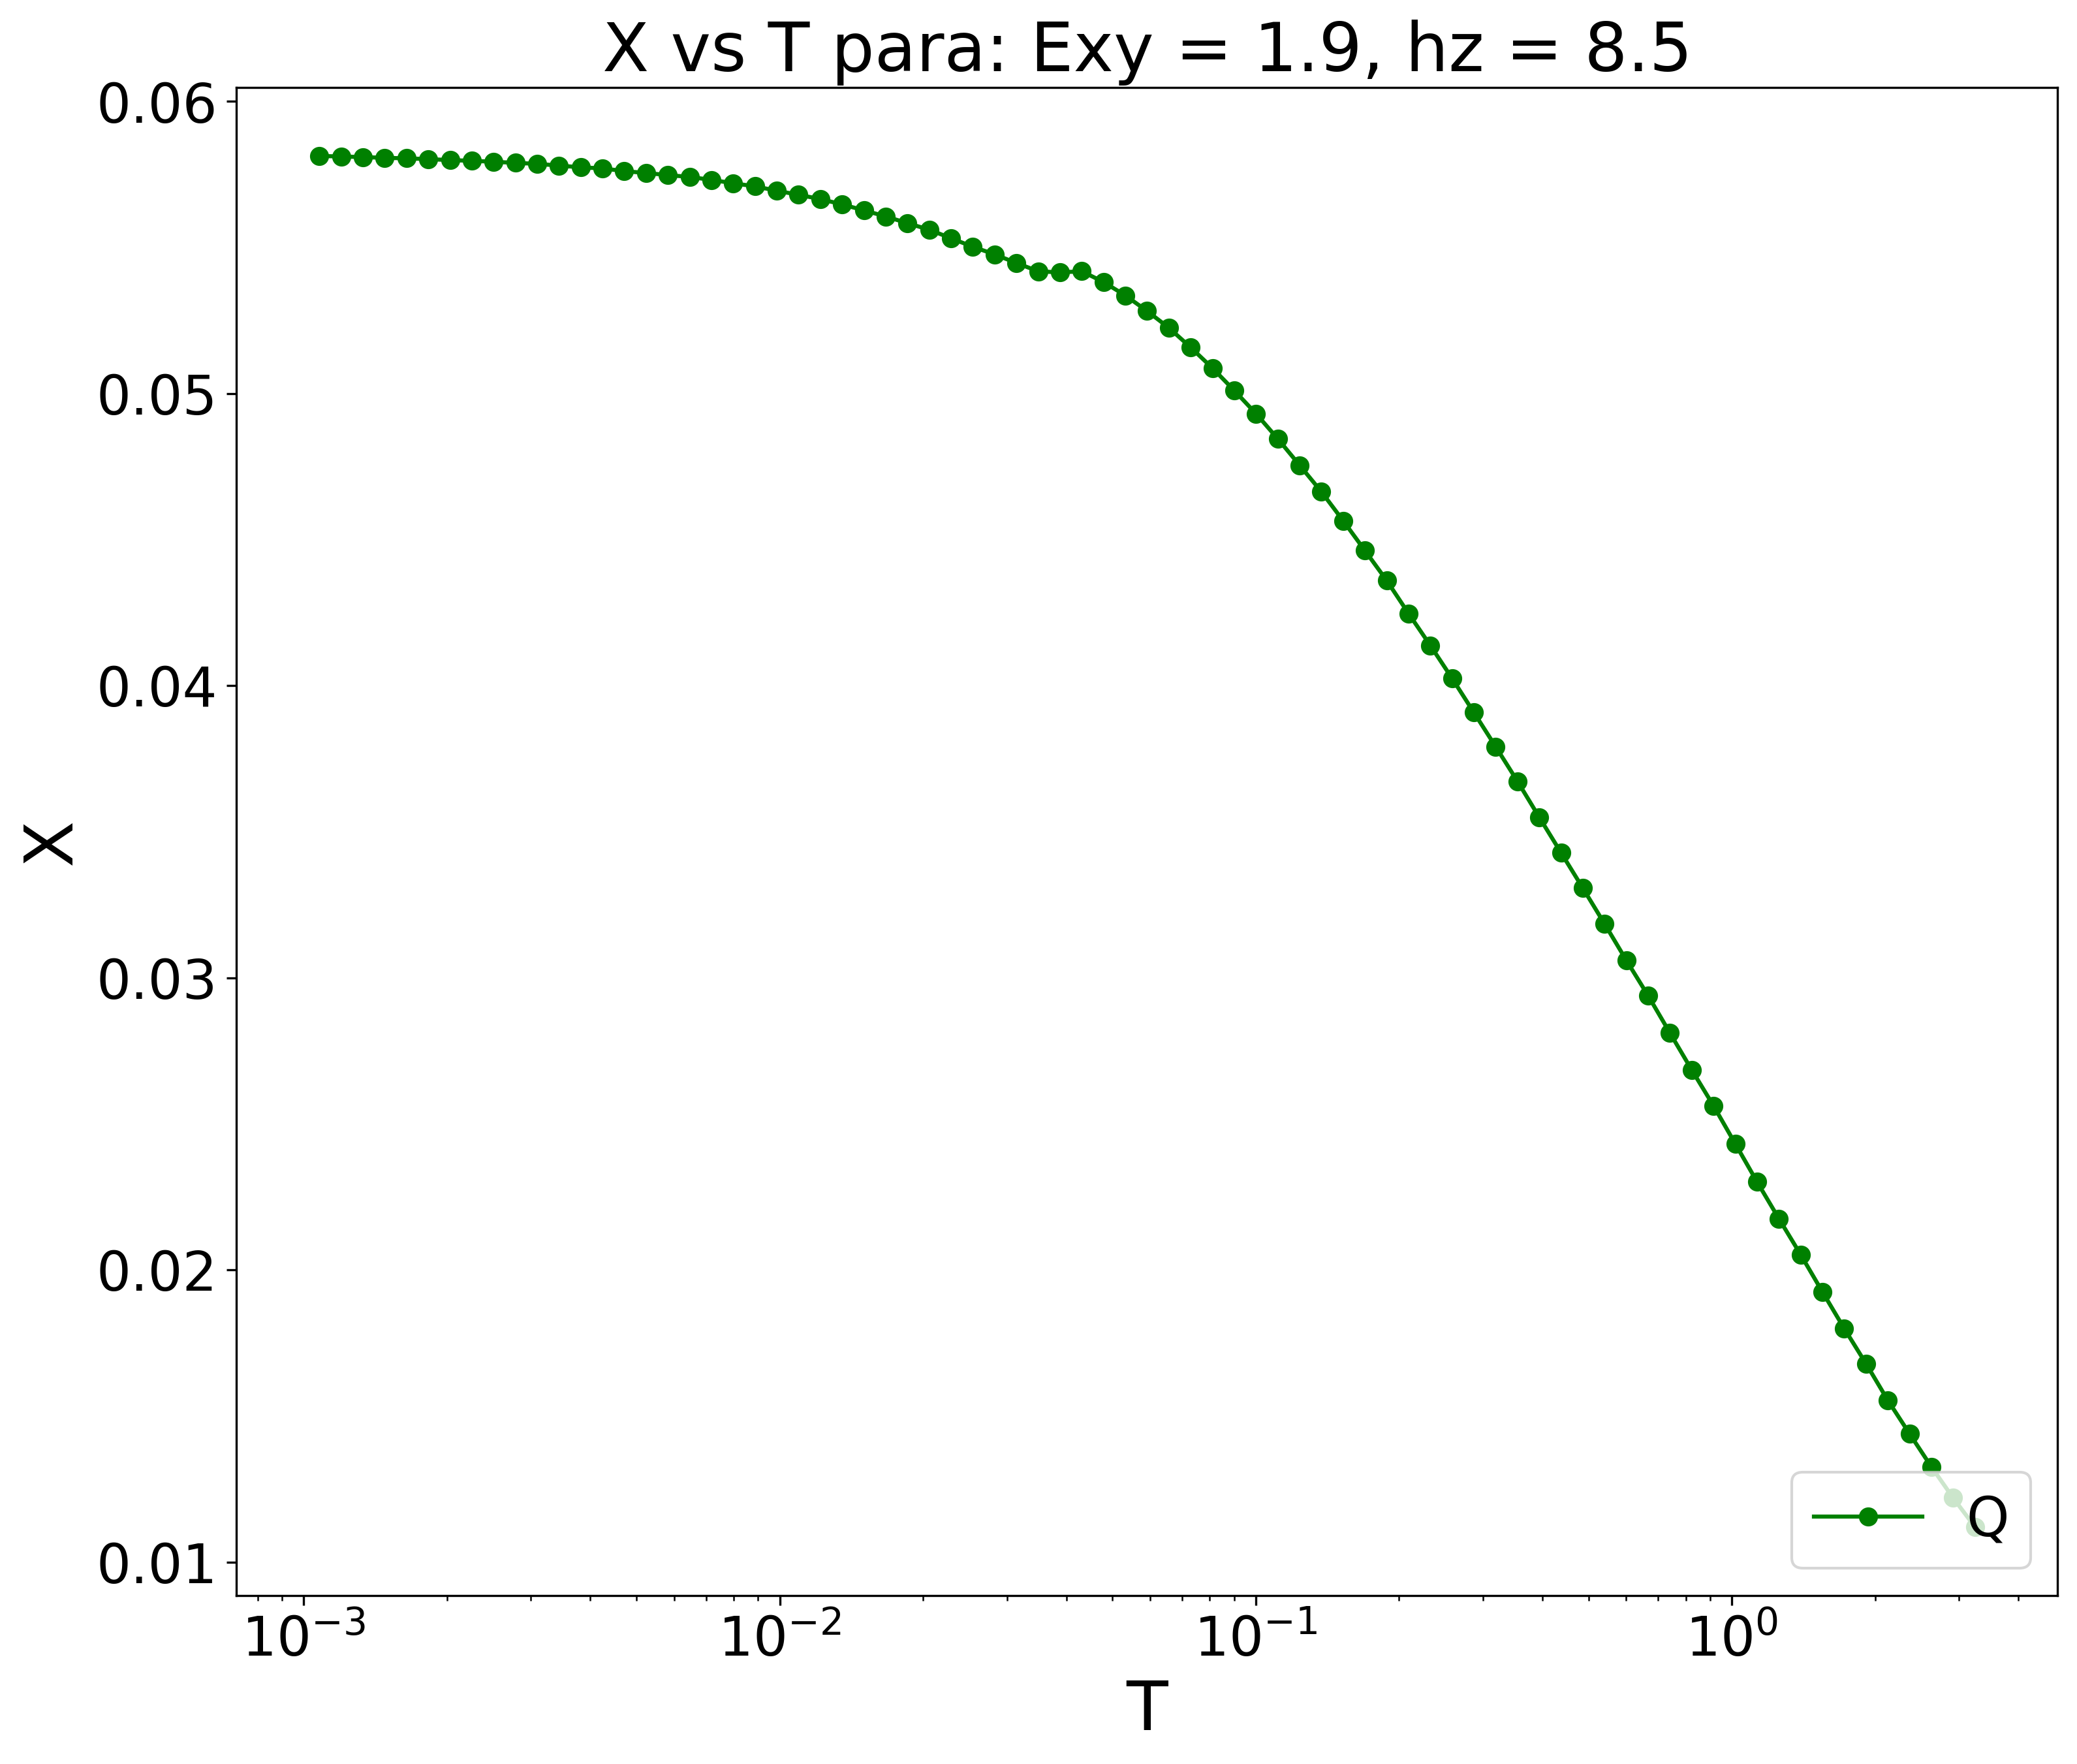 X vs T para: Exy = 1.9, hz = 8.5
0.06
0.05
0.04
0.03
0.02
0.01
X
Q
10⁻³ 10⁻² 10⁻¹ 10⁰
T